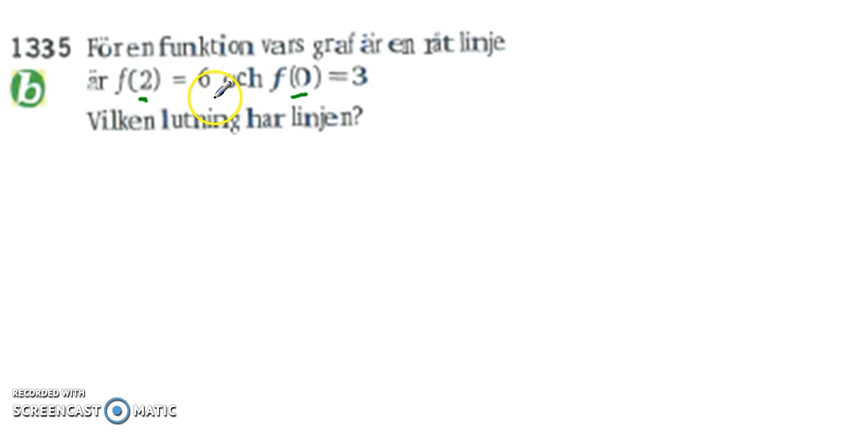 1335 För en funktion vars graf är en rät linje
b är f(2) = 6 och f(0) = 3
Vilken lutning har linjen?
RECORDED WITH
SCREENCAST MATIC